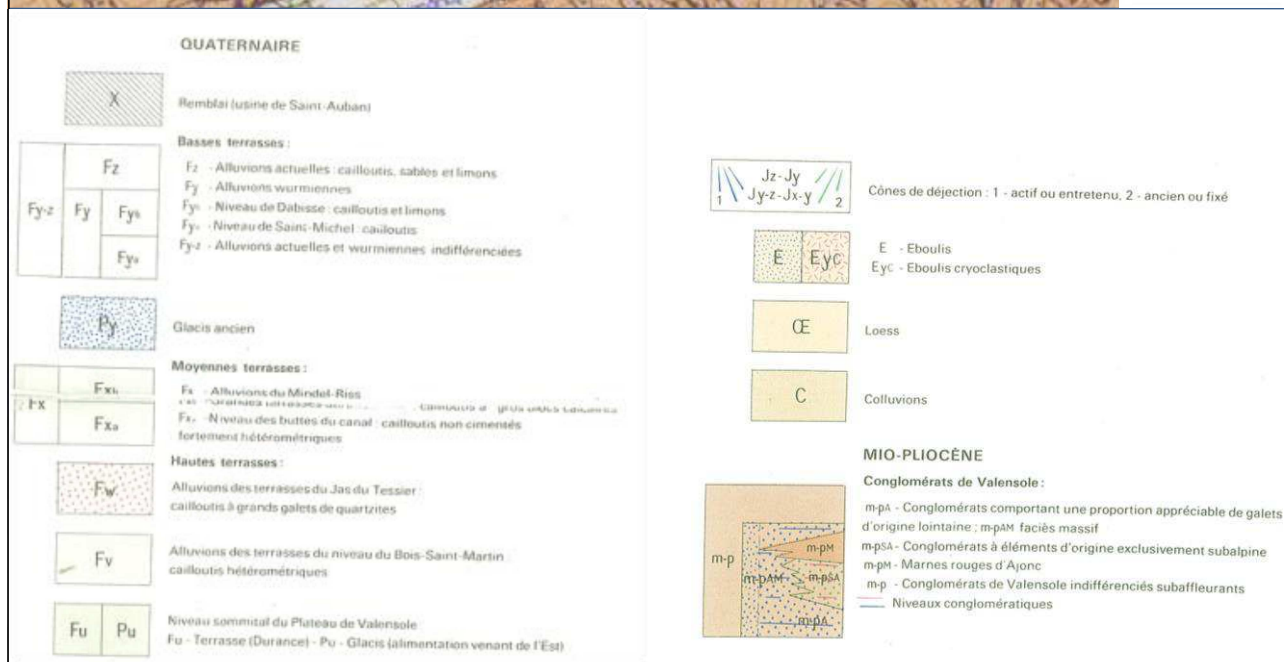 QUATERNAIRE
X
Remblai (usine de Saint-Auban)
Basses terrasses :
Fy-z
Fy
Fz
Fyb
Fya
Fz - Alluvions actuelles : cailloutis, sables et limons
Fy - Alluvions wurmiennes
Fyb - Niveau de Dabisse : cailloutis et limons
Fya - Niveau de Saint-Michel : cailloutis
Fy-z - Alluvions actuelles et wurmiennes indifférenciées
Py
Glacis ancien
Moyennes terrasses :
Fx
Fxb
Fxa
Fx - Alluvions du Mindel-Riss
Fxa - Niveau des buttes du canal : cailloutis non cimentés
fortement hétérométriques
Hautes terrasses :
Fw
Alluvions des terrasses du Jas du Tessier :
cailloutis à grands galets de quartzites
Fv
Alluvions des terrasses du niveau du Bois-Saint-Martin :
cailloutis hétérométriques
Fu
Pu
Niveau sommital du Plateau de Valensole
Fu - Terrasse (Durance) - Pu - Glacis (alimentation venant de l'Est)
Jz-Jy
1 Jy-z-Jx-y 2
Cônes de déjection : 1 - actif ou entretenu, 2 - ancien ou fixé
E
Eyc
E - Eboulis
Eyc - Eboulis cryoclastiques
Œ
Loess
C
Colluvions
MIO-PLIOCÈNE
Conglomérats de Valensole :
m-p
m-pAM
m-pM
m-pSA
m-pA
m-pA - Conglomérats comportant une proportion appréciable de galets
d'origine lointaine ; m-pAM faciès massif
m-pSA - Conglomérats à éléments d'origine exclusivement subalpine
m-pM - Marnes rouges d'Ajonc
m-p - Conglomérats de Valensole indifférenciés subaffleurants
Niveaux conglomératiques